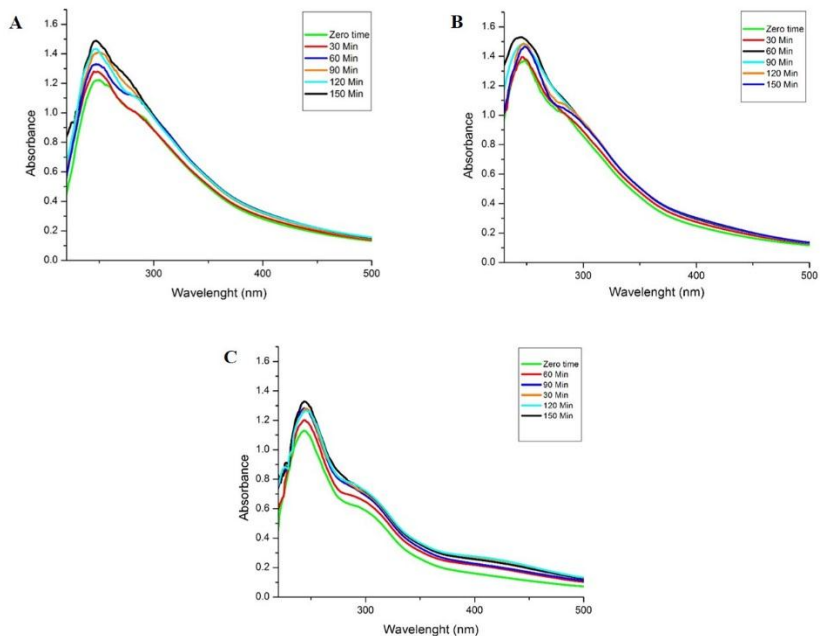 A
1.6
1.4
1.2
1.0
0.8
0.6
0.4
0.2
0.0
Absorbance
300
400
500
Wavelenght (nm)
Zero time
30 Min
60 Min
90 Min
120 Min
150 Min
B
1.6
1.4
1.2
1.0
0.8
0.6
0.4
0.2
0.0
Absorbance
300
400
500
Wavelenght (nm)
Zero time
30 Min
60 Min
90 Min
120 Min
150 Min
C
1.6
1.4
1.2
1.0
0.8
0.6
0.4
0.2
0.0
Absorbance
300
400
500
Wavelenght (nm)
Zero time
60 Min
90 Min
30 Min
120 Min
150 Min